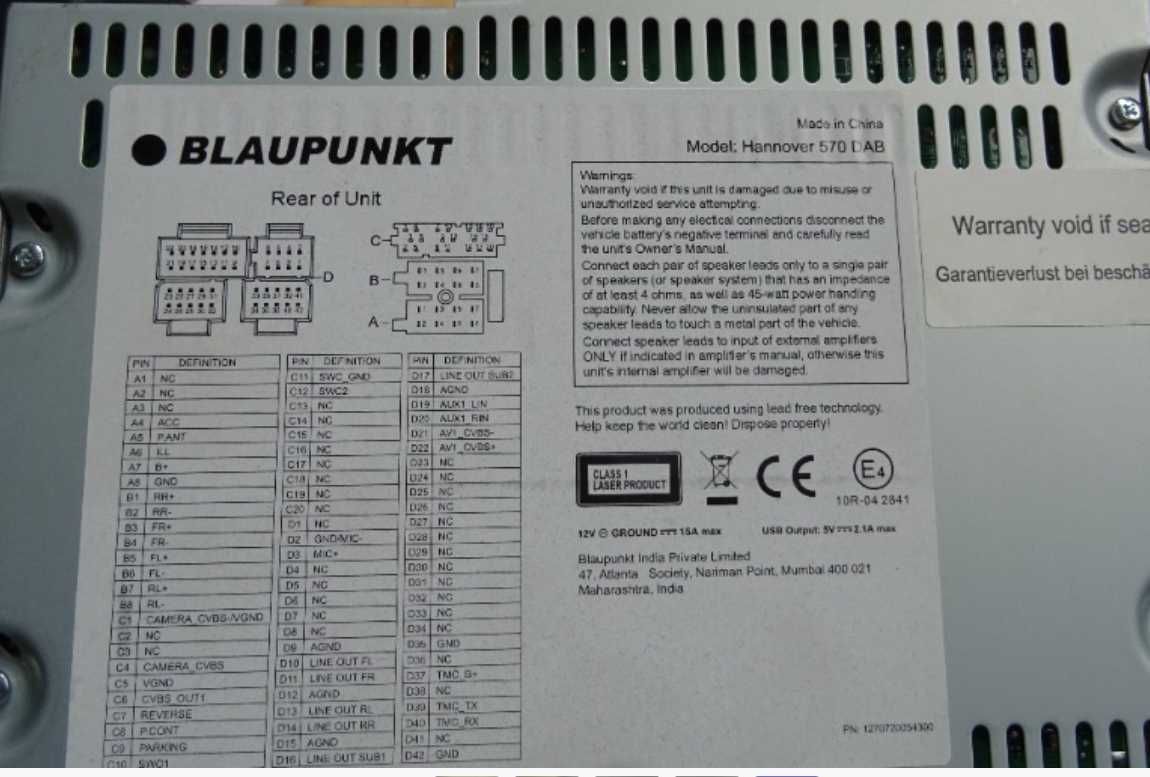 BLAUPUNKT
Made in China
Model: Hannover 570 DAB
Rear of Unit
C
B
A
D
Warnings:
Warranty void if this unit is damaged due to misuse or
unauthorized service attempting.
Before making any electical connections disconnect the
vehicle battery's negative terminal and carefully read
the unit's Owner's Manual.
Connect each pair of speaker leads only to a single pair
of speakers (or speaker system) that has an impedance
of at least 4 ohms, as well as 45-watt power handling
capability. Never allow the uninsulated part of any
speaker leads to touch a metal part of the vehicle.
Connect speaker leads to input of external amplifiers
ONLY if indicated in amplifier's manual, otherwise this
unit's internal amplifier will be damaged.
Warranty void if sea
Garantieverlust bei beschä
PIN DEFINITION
A1 NC
A2 NC
A3 NC
A4 ACC
A5 P.ANT
A6 ILL
A7 B+
A8 GND
B1 RR+
B2 RR-
B3 FR+
B4 FR-
B5 FL+
B6 FL-
B7 RL+
B8 RL-
C1 CAMERA_CVBS-/VGND
C2 NC
C3 NC
C4 CAMERA_CVBS
C5 VGND
C6 CVBS_OUT1
C7 REVERSE
C8 P.CONT
C9 PARKING
C10 SWC1
PIN DEFINITION
C11 SWC_GND
C12 SWC2
C13 NC
C14 NC
C15 NC
C16 NC
C17 NC
C18 NC
C19 NC
C20 NC
D1 NC
D2 GND/MIC-
D3 MIC+
D4 NC
D5 NC
D6 NC
D7 NC
D8 NC
D9 AGND
D10 LINE OUT FL
D11 LINE OUT FR
D12 AGND
D13 LINE OUT RL
D14 LINE OUT RR
D15 AGND
D16 LINE OUT SUB1
PIN DEFINITION
D17 LINE OUT SUB2
D18 AGND
D19 AUX1_LIN
D20 AUX1_RIN
D21 AV1_CVBS-
D22 AV1_CVBS+
D23 NC
D24 NC
D25 NC
D26 NC
D27 NC
D28 NC
D29 NC
D30 NC
D31 NC
D32 NC
D33 NC
D34 NC
D35 GND
D36 NC
D37 TMC_B+
D38 NC
D39 TMC_TX
D40 TMC_RX
D41 NC
D42 GND
This product was produced using lead free technology.
Help keep the world clean! Dispose properly!
CLASS 1
LASER PRODUCT
CE
E4
10R-04 2841
12V GROUND 15A max
USB Output: 5V 2.1A max
Blaupunkt India Private Limited
47, Atlanta Society, Nariman Point, Mumbai 400 021
Maharashtra, India
PN: 1270720054300